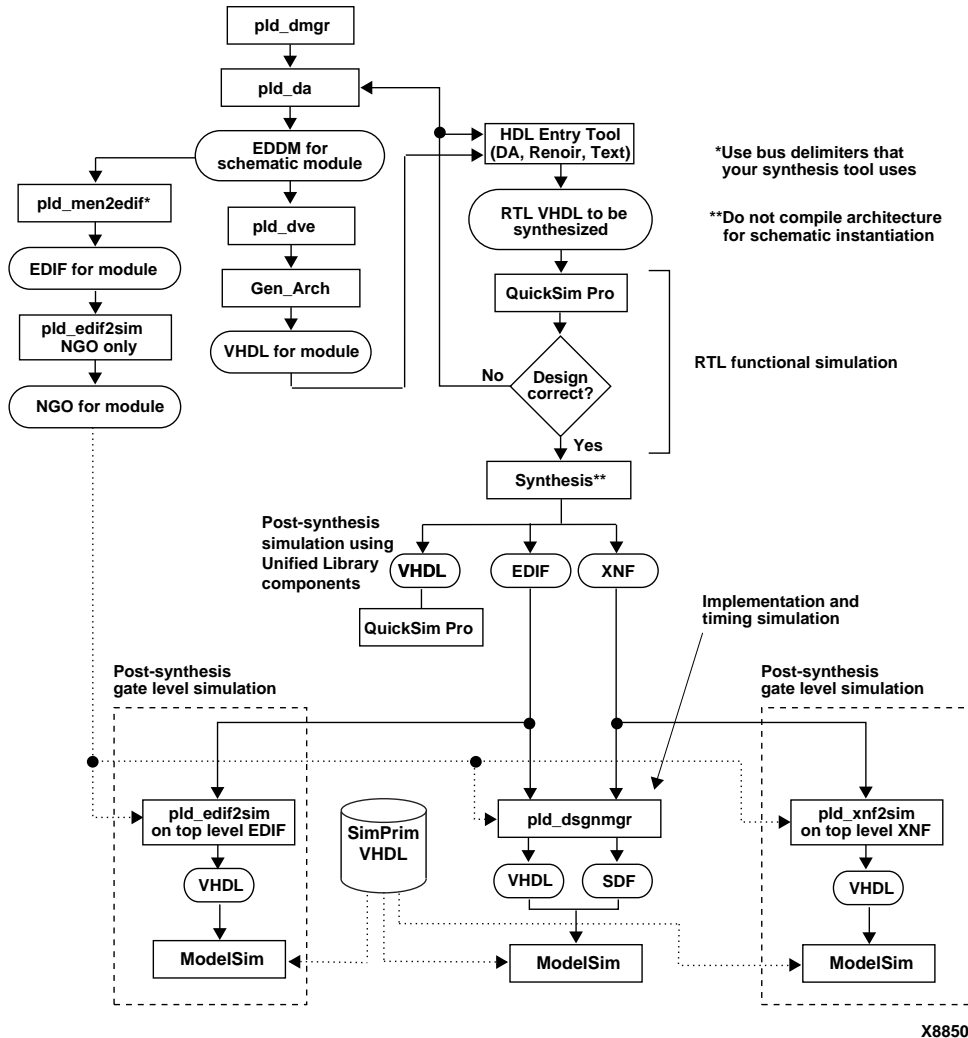 pld_dmgr
pld_da
EDDM for
schematic module
HDL Entry Tool
(DA, Renoir, Text)
*Use bus delimiters that
your synthesis tool uses
pld_men2edif*
pld_dve
RTL VHDL to be
synthesized
**Do not compile architecture
for schematic instantiation
EDIF for module
Gen_Arch
QuickSim Pro
pld_edif2sim
NGO only
VHDL for module
RTL functional simulation
No
Design
correct?
NGO for module
Yes
Synthesis**
Post-synthesis
simulation using
Unified Library
components
VHDL
EDIF
XNF
QuickSim Pro
Implementation and
timing simulation
Post-synthesis
gate level simulation
Post-synthesis
gate level simulation
pld_edif2sim
on top level EDIF
SimPrim
VHDL
pld_dsgnmgr
pld_xnf2sim
on top level XNF
VHDL
VHDL
SDF
VHDL
ModelSim
ModelSim
ModelSim
X8850